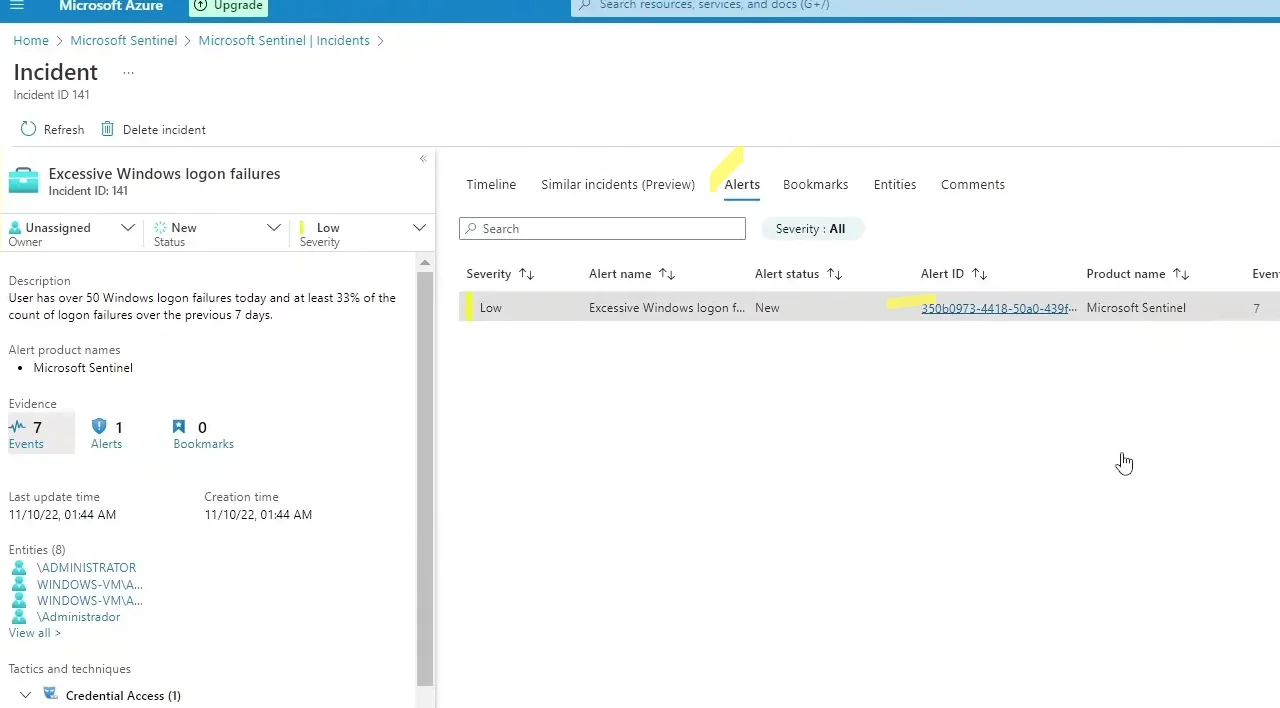 Microsoft Azure
Upgrade
Search resources, services, and docs (G+/)
Home > Microsoft Sentinel > Microsoft Sentinel | Incidents >
Incident ...
Incident ID 141
Refresh Delete incident
«
Excessive Windows logon failures
Incident ID: 141
Unassigned New Low
Owner Status Severity
Description
User has over 50 Windows logon failures today and at least 33% of the
count of logon failures over the previous 7 days.
Alert product names
• Microsoft Sentinel
Evidence
7 1 0
Events Alerts Bookmarks
Last update time Creation time
11/10/22, 01:44 AM 11/10/22, 01:44 AM
Entities (8)
\ADMINISTRATOR
WINDOWS-VM\A...
WINDOWS-VM\A...
\Administrador
View all >
Tactics and techniques
Credential Access (1)
Timeline Similar incidents (Preview) Alerts Bookmarks Entities Comments
Search Severity : All
Severity Alert name Alert status Alert ID Product name Even
Low Excessive Windows logon f... New 350b0973-4418-50a0-439f... Microsoft Sentinel 7